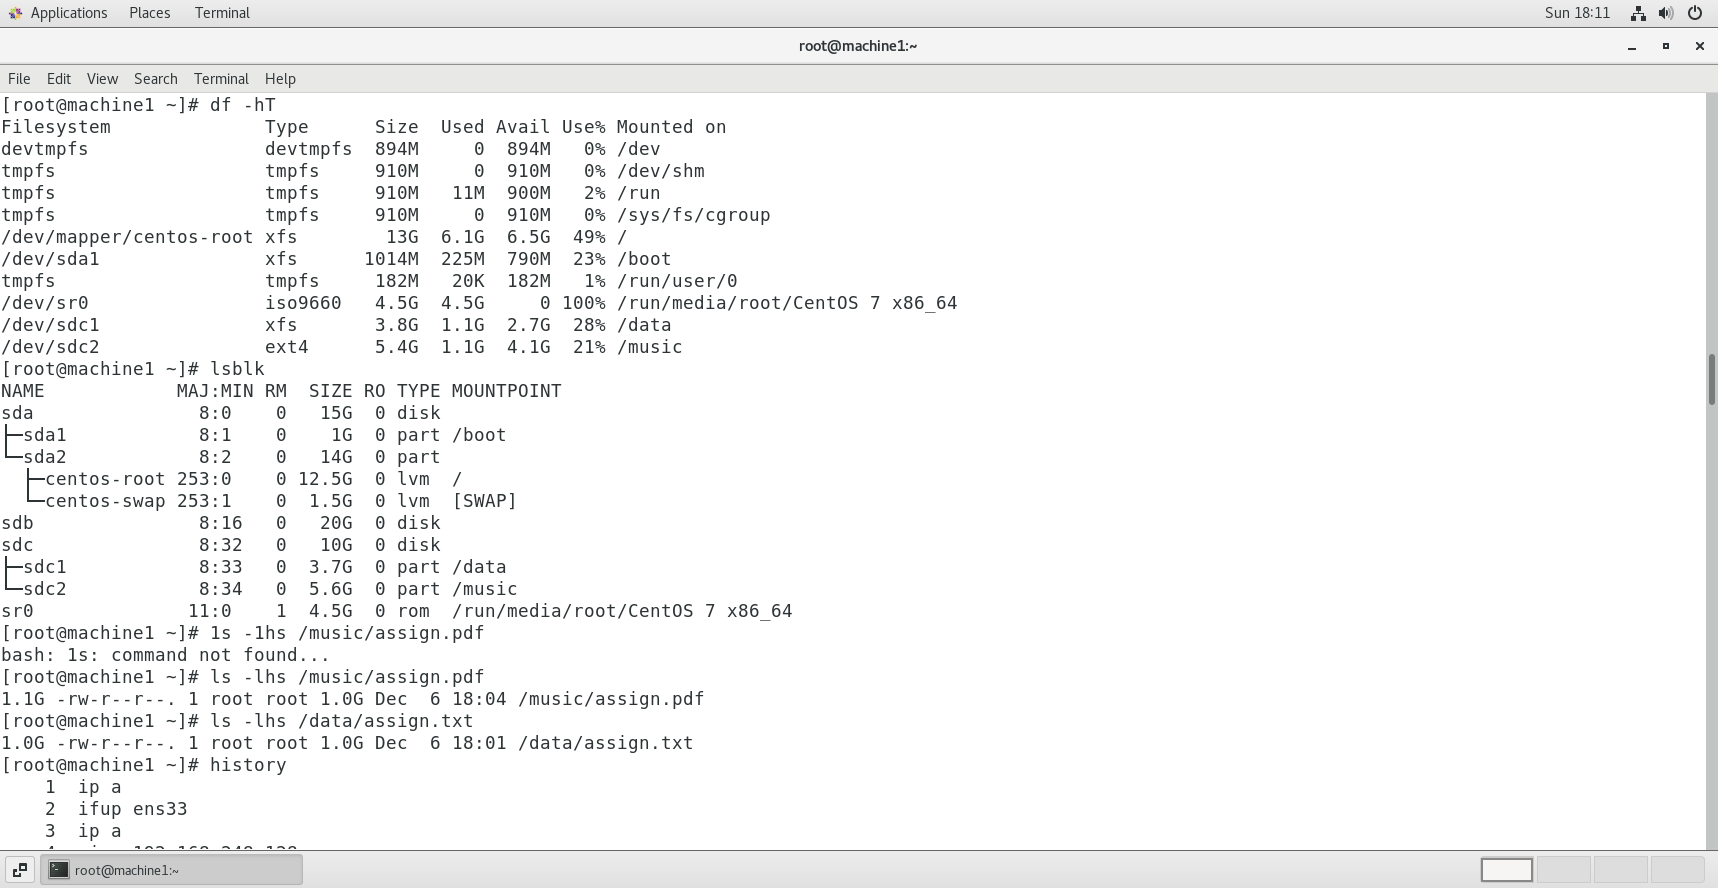 Applications Places Terminal Sun 18:11
root@machine1:~
File Edit View Search Terminal Help
[root@machine1 ~]# df -hT
Filesystem              Type      Size  Used Avail Use% Mounted on
devtmpfs                devtmpfs  894M     0  894M   0% /dev
tmpfs                   tmpfs     910M     0  910M   0% /dev/shm
tmpfs                   tmpfs     910M   11M  900M   2% /run
tmpfs                   tmpfs     910M     0  910M   0% /sys/fs/cgroup
/dev/mapper/centos-root xfs        13G  6.1G  6.5G  49% /
/dev/sda1               xfs      1014M  225M  790M  23% /boot
tmpfs                   tmpfs     182M   20K  182M   1% /run/user/0
/dev/sr0                iso9660   4.5G  4.5G     0 100% /run/media/root/CentOS 7 x86_64
/dev/sdc1               xfs       3.8G  1.1G  2.7G  28% /data
/dev/sdc2               ext4      5.4G  1.1G  4.1G  21% /music
[root@machine1 ~]# lsblk
NAME            MAJ:MIN RM  SIZE RO TYPE MOUNTPOINT
sda               8:0    0   15G  0 disk
├─sda1            8:1    0    1G  0 part /boot
└─sda2            8:2    0   14G  0 part
  ├─centos-root 253:0    0 12.5G  0 lvm  /
  └─centos-swap 253:1    0  1.5G  0 lvm  [SWAP]
sdb               8:16   0   20G  0 disk
sdc               8:32   0   10G  0 disk
├─sdc1            8:33   0  3.7G  0 part /data
└─sdc2            8:34   0  5.6G  0 part /music
sr0              11:0    1  4.5G  0 rom  /run/media/root/CentOS 7 x86_64
[root@machine1 ~]# 1s -1hs /music/assign.pdf
bash: 1s: command not found...
[root@machine1 ~]# ls -lhs /music/assign.pdf
1.1G -rw-r--r--. 1 root root 1.0G Dec  6 18:04 /music/assign.pdf
[root@machine1 ~]# ls -lhs /data/assign.txt
1.0G -rw-r--r--. 1 root root 1.0G Dec  6 18:01 /data/assign.txt
[root@machine1 ~]# history
    1  ip a
    2  ifup ens33
    3  ip a
root@machine1:~